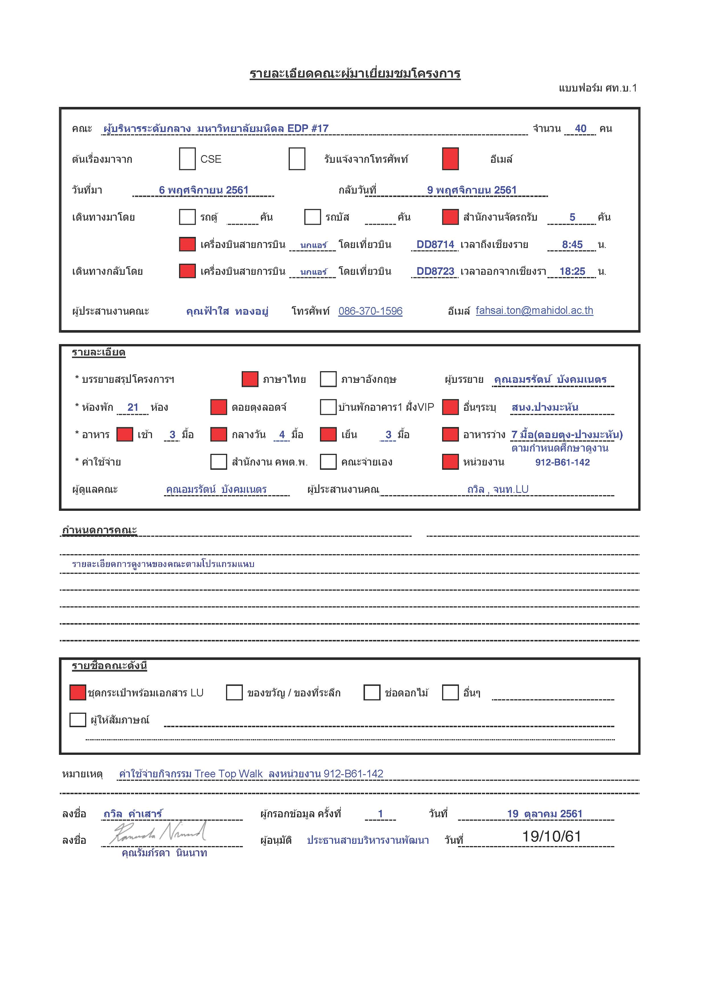 รายละเอียดคณะผู้มาเยี่ยมชมโครงการ
แบบฟอร์ม ศท.บ.1
คณะ ผู้บริหารระดับกลาง มหาวิทยาลัยมหิดล EDP #17 จำนวน 40 คน
ต้นเรื่องมาจาก CSE รับแจ้งจากโทรศัพท์ อีเมล์
วันที่มา 6 พฤศจิกายน 2561 กลับวันที่ 9 พฤศจิกายน 2561
เดินทางมาโดย รถตู้ คัน รถบัส คัน สำนักงานจัดรถรับ 5 คัน
เครื่องบินสายการบิน นกแอร์ โดยเที่ยวบิน DD8714 เวลาถึงเชียงราย 8:45 น.
เดินทางกลับโดย เครื่องบินสายการบิน นกแอร์ โดยเที่ยวบิน DD8723 เวลาออกจากเชียงรา 18:25 น.
ผู้ประสานงานคณะ คุณฟ้าใส ทองอยู่ โทรศัพท์ 086-370-1596 อีเมล์ fahsai.ton@mahidol.ac.th
รายละเอียด
* บรรยายสรุปโครงการฯ ภาษาไทย ภาษาอังกฤษ ผู้บรรยาย คุณอมรรัตน์ บังคมเนตร
* ห้องพัก 21 ห้อง ดอยตุงลอดจ์ บ้านพักอาคาร1 ฝั่งVIP อื่นๆระบุ สนง.ปางมะหัน
* อาหาร เช้า 3 มื้อ กลางวัน 4 มื้อ เย็น 3 มื้อ อาหารว่าง 7 มื้อ(ดอยตุง-ปางมะหัน)
ตามกำหนดศึกษาดูงาน
* ค่าใช้จ่าย สำนักงาน คพต.พ. คณะจ่ายเอง หน่วยงาน 912-B61-142
ผู้ดูแลคณะ คุณอมรรัตน์ บังคมเนตร ผู้ประสานงานคณ ถวิล , จนท.LU
กำหนดการคณะ
รายละเอียดการดูงานของคณะตามโปรแกรมแนบ
รายชื่อคณะดังนี้
ชุดกระเป๋าพร้อมเอกสาร LU ของขวัญ / ของที่ระลึก ช่อดอกไม้ อื่นๆ
ผู้ให้สัมภาษณ์
หมายเหตุ ค่าใช้จ่ายกิจกรรม Tree Top Walk ลงหน่วยงาน 912-B61-142
ลงชื่อ ถวิล คำเสาร์ ผู้กรอกข้อมูล ครั้งที่ 1 วันที่ 19 ตุลาคม 2561
ลงชื่อ ผู้อนุมัติ ประธานสายบริหารงานพัฒนา วันที่ 19/10/61
คุณรัมภ์รดา นินนาท